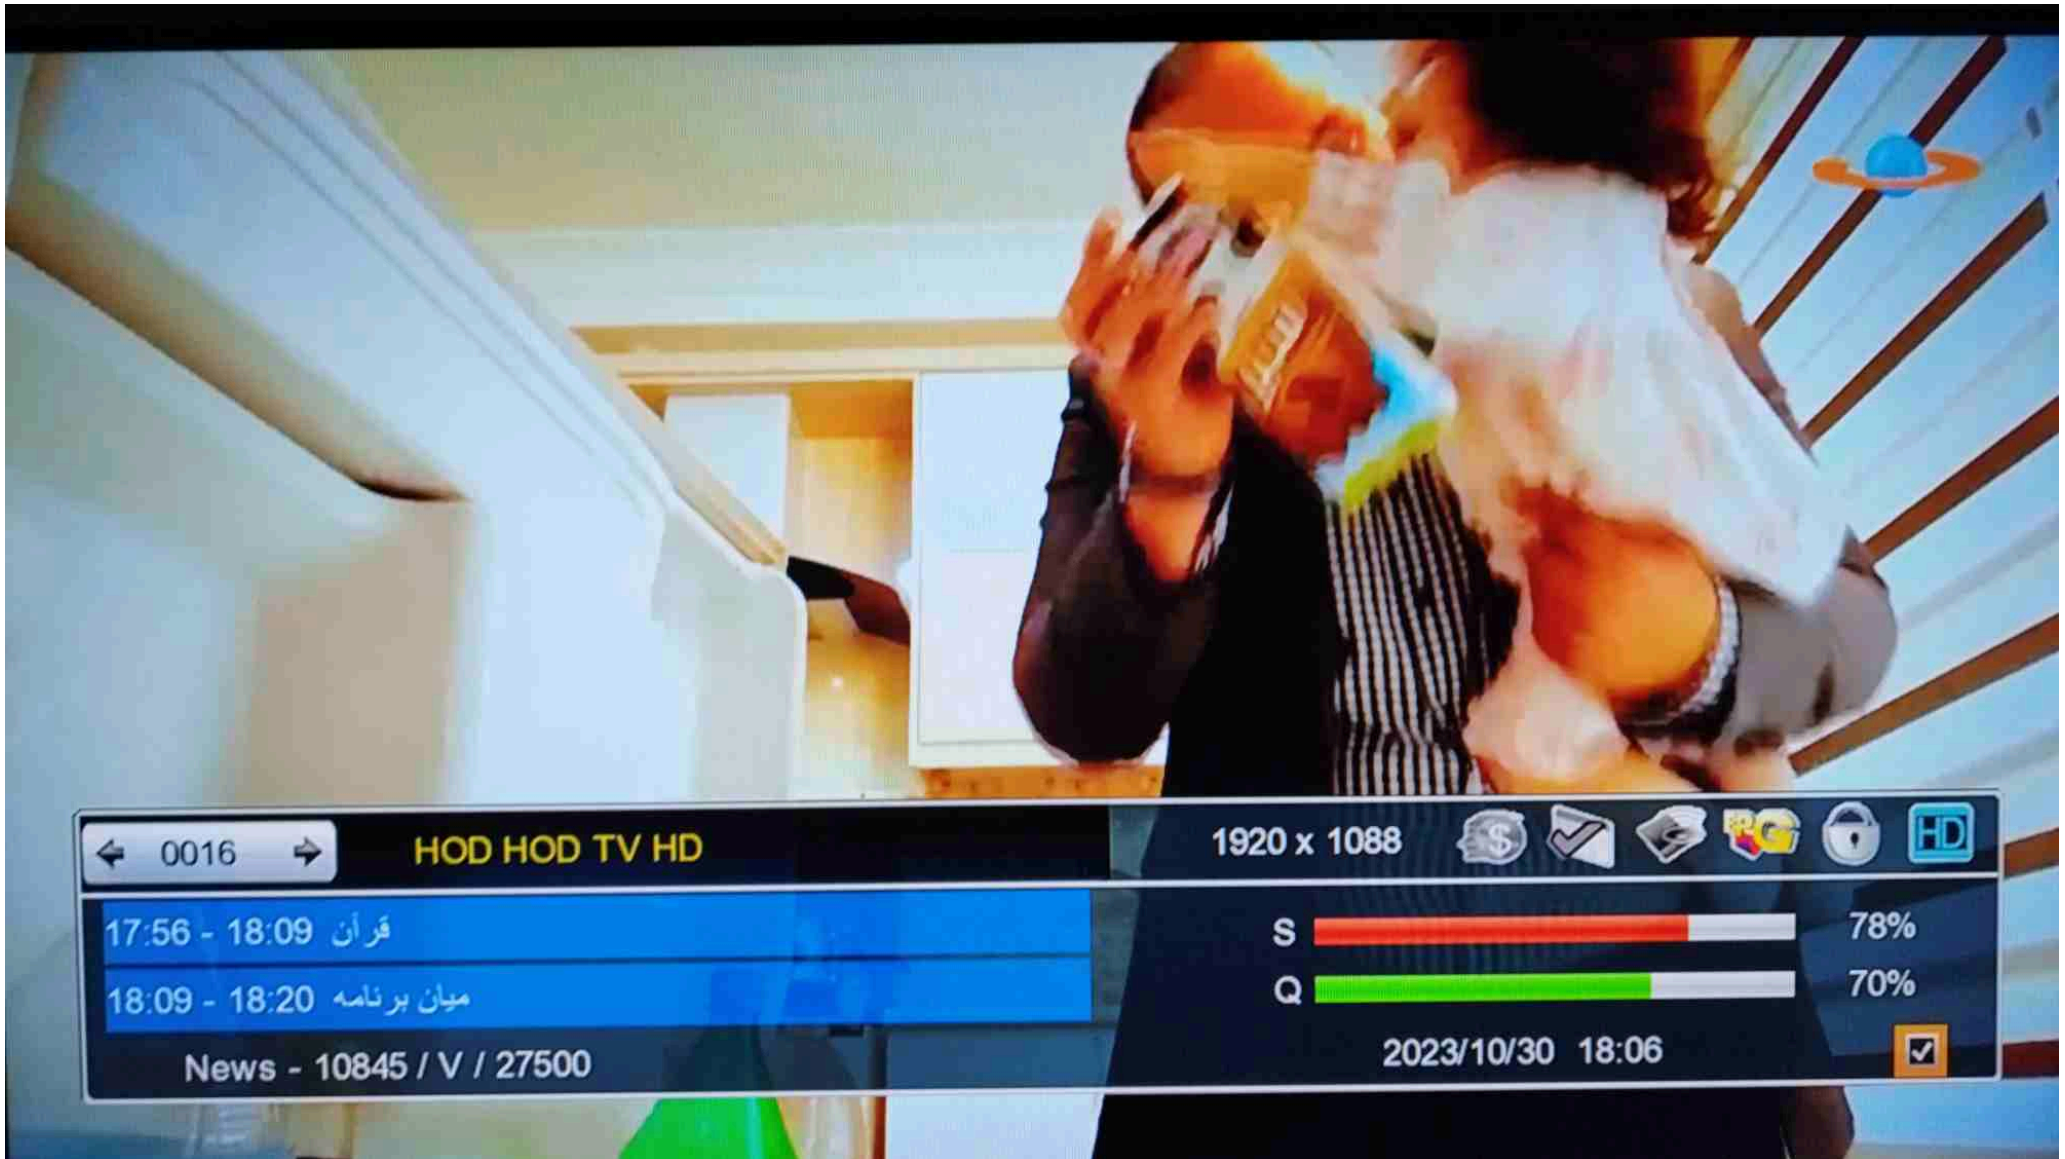 0016 HOD HOD TV HD 1920 x 1088 $ EPG HD
17:56 - 18:09 قرآن
S 78%
18:09 - 18:20 میان برنامه
Q 70%
News - 10845 / V / 27500
2023/10/30 18:06